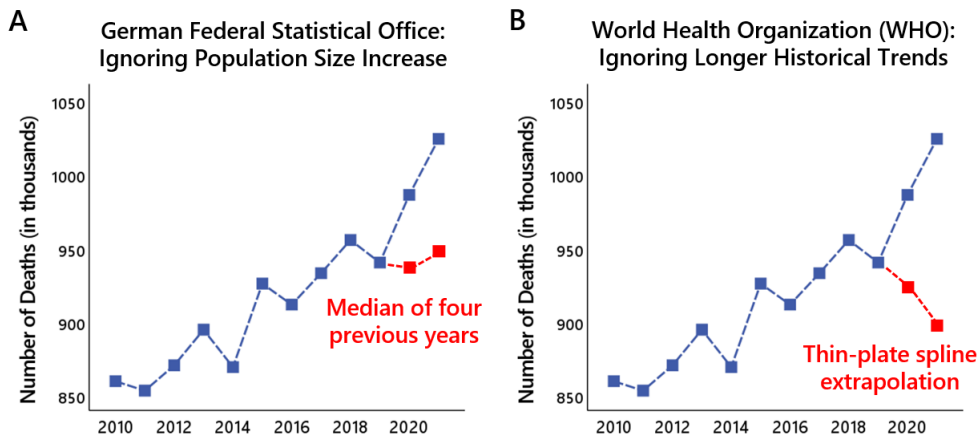 A
German Federal Statistical Office:
Ignoring Population Size Increase
Number of Deaths (in thousands)
1050
1000
950
900
850
Median of four
previous years
2010 2012 2014 2016 2018 2020
B
World Health Organization (WHO):
Ignoring Longer Historical Trends
Number of Deaths (in thousands)
1050
1000
950
900
850
Thin-plate spline
extrapolation
2010 2012 2014 2016 2018 2020